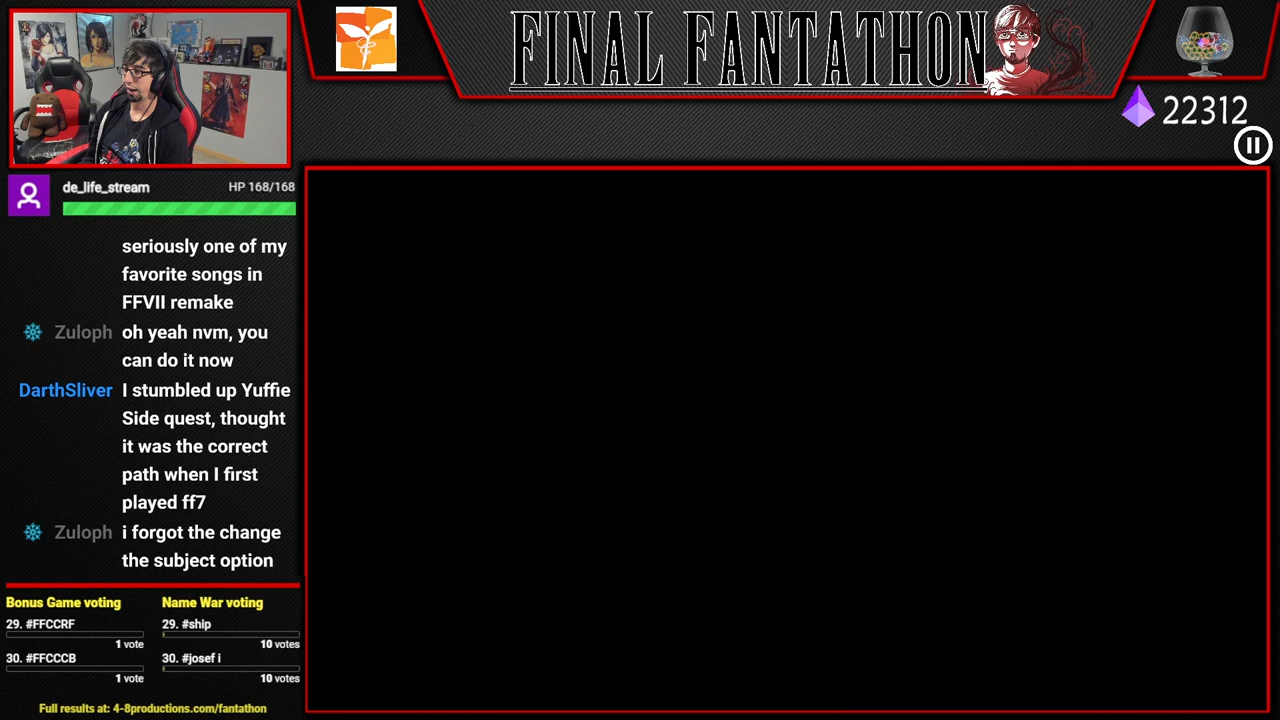 FINAL FANTATHON
22312
de_life_stream
HP 168/168
seriously one of my
favorite songs in
FFVII remake
Zuloph
oh yeah nvm, you
can do it now
DarthSliver
I stumbled up Yuffie
Side quest, thought
it was the correct
path when I first
played ff7
Zuloph
i forgot the change
the subject option
Bonus Game voting
29. #FFCCRF
1 vote
30. #FFCCCB
1 vote
Name War voting
29. #ship
10 votes
30. #josef i
10 votes
Full results at: 4-8productions.com/fantathon